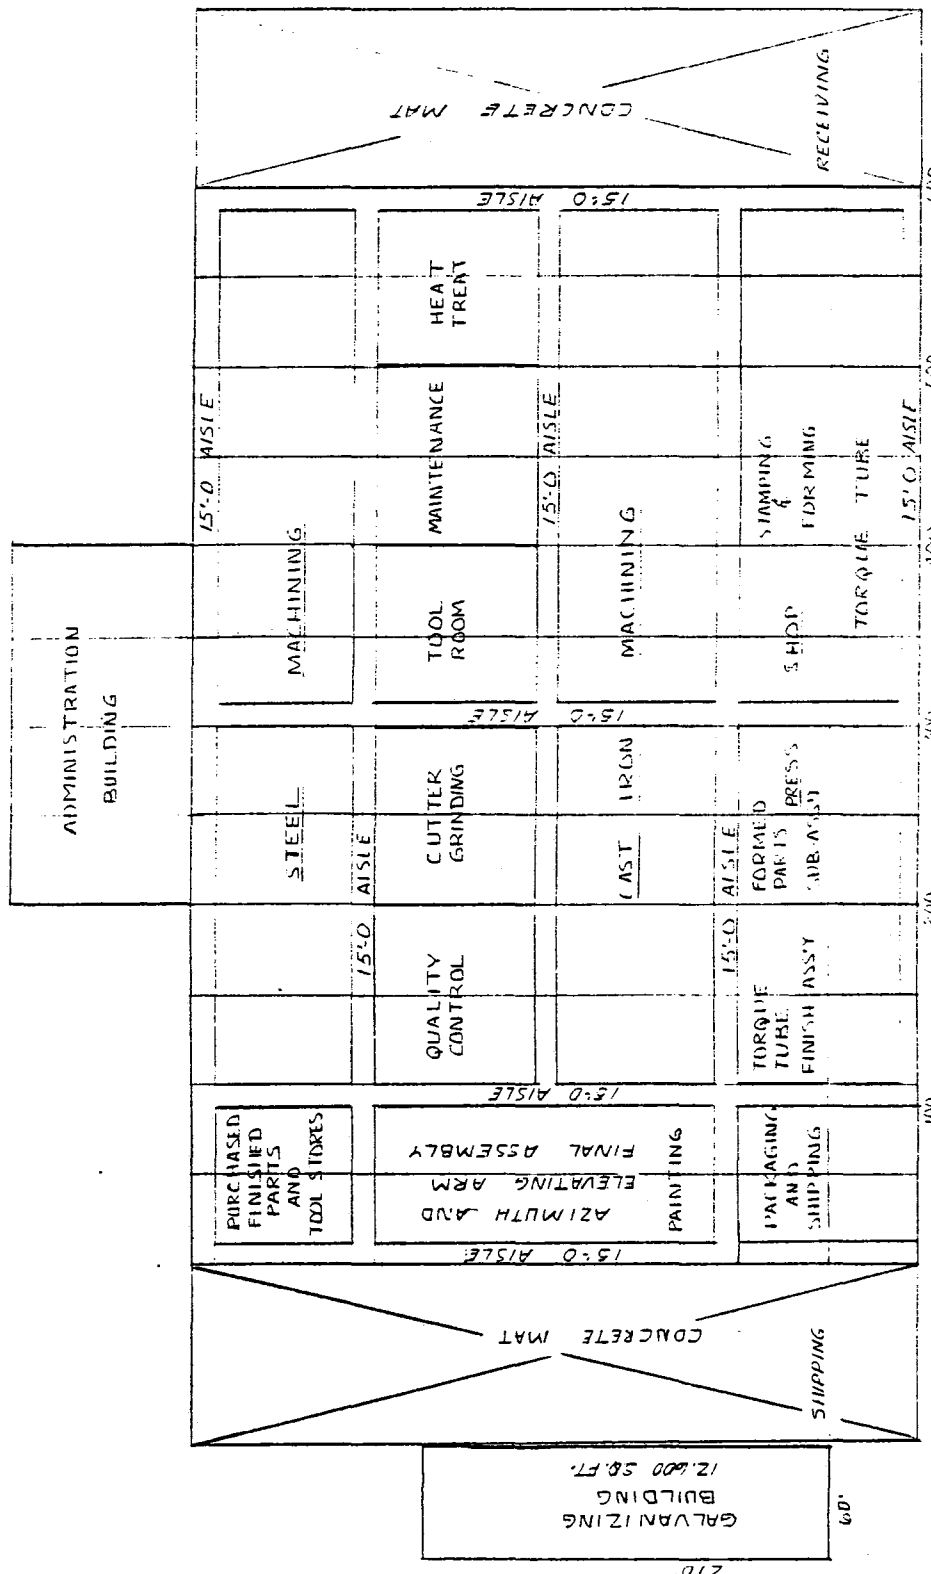 ADMINISTRATION
BUILDING
15'-0 AISLE
STEEL
MACHINING
15'-0 AISLE
PURCHASED
FINISHED
PARTS
AND
TOOL STORES
QUALITY
CONTROL
CUTTER
GRINDING
TOOL
ROOM
MAINTENANCE
HEAT
TREAT
15'-0 AISLE
CAST IRON
MACHINING
15'-0 AISLE
TORQUE
TUBE
FINISH ASS'Y
FORMED
PARTS
SUB-ASS'Y
PRESS
SHOP
STAMPING
&
FORMING
TORQUE TUBE
15'0 AISLE
PACKAGING
AND
SHIPPING
PAINTING
AZIMUTH AND
ELEVATING ARM
FINAL ASSEMBLY
15'-0 AISLE
15'-0 AISLE
15'-0 AISLE
15'-0 AISLE
CONCRETE MAT
RECEIVING
CONCRETE MAT
SHIPPING
GALVANIZING
BUILDING
12,600 SQ.FT.
60'
210
100
200